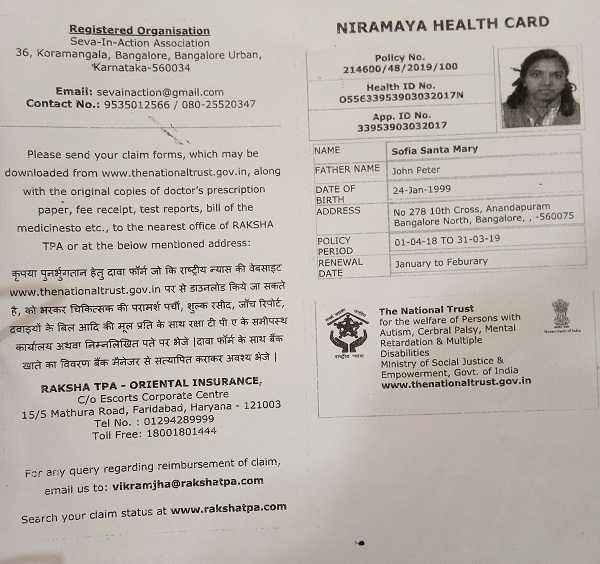 Registered Organisation
Seva-In-Action Association
36, Koramangala, Bangalore, Bangalore Urban,
Karnataka-560034
Email: sevainaction@gmail.com
Contact No.: 9535012566 / 080-25520347
Please send your claim forms, which may be
downloaded from www.thenationaltrust.gov.in, along
with the original copies of doctor's prescription
paper, fee receipt, test reports, bill of the
medicinesto etc., to the nearest office of RAKSHA
TPA or at the below mentioned address:
कृपया पुनर्भुगतान हेतु दावा फॉर्म जो कि राष्ट्रीय न्यास की वेबसाइट
www.thenationaltrust.gov.in पर से डाउनलोड किये जा सकते
है, को भरकर चिकित्सक की परामर्श पर्ची, शुल्क रसीद, जाँच रिपोर्ट,
दवाइयों के बिल आदि की मूल प्रति के साथ रक्षा टी पी ए के समीपस्थ
कार्यालय अथवा निम्नलिखित पते पर भेजे |दावा फॉर्म के साथ बैंक
खाते का विवरण बैंक मैनेजर से सत्यापित कराकर अवश्य भेजे |
RAKSHA TPA - ORIENTAL INSURANCE,
C/o Escorts Corporate Centre
15/5 Mathura Road, Faridabad, Haryana - 121003
Tel No. : 01294289999
Toll Free: 18001801444
For any query regarding reimbursement of claim,
email us to: vikramjha@rakshatpa.com
Search your claim status at www.rakshatpa.com
NIRAMAYA HEALTH CARD
Policy No.
214600/48/2019/100
Health ID No.
O55633953903032017N
App. ID No.
33953903032017
NAME Sofia Santa Mary
FATHER NAME John Peter
DATE OF BIRTH 24-Jan-1999
ADDRESS No 278 10th Cross, Anandapuram
Bangalore North, Bangalore, , -560075
POLICY PERIOD 01-04-18 TO 31-03-19
RENEWAL DATE January to Feburary
राष्ट्रीय न्यास
The National Trust
for the welfare of Persons with
Autism, Cerbral Palsy, Mental
Retardation & Multiple
Disabilities
Ministry of Social Justice &
Empowerment, Govt. of India
www.thenationaltrust.gov.in